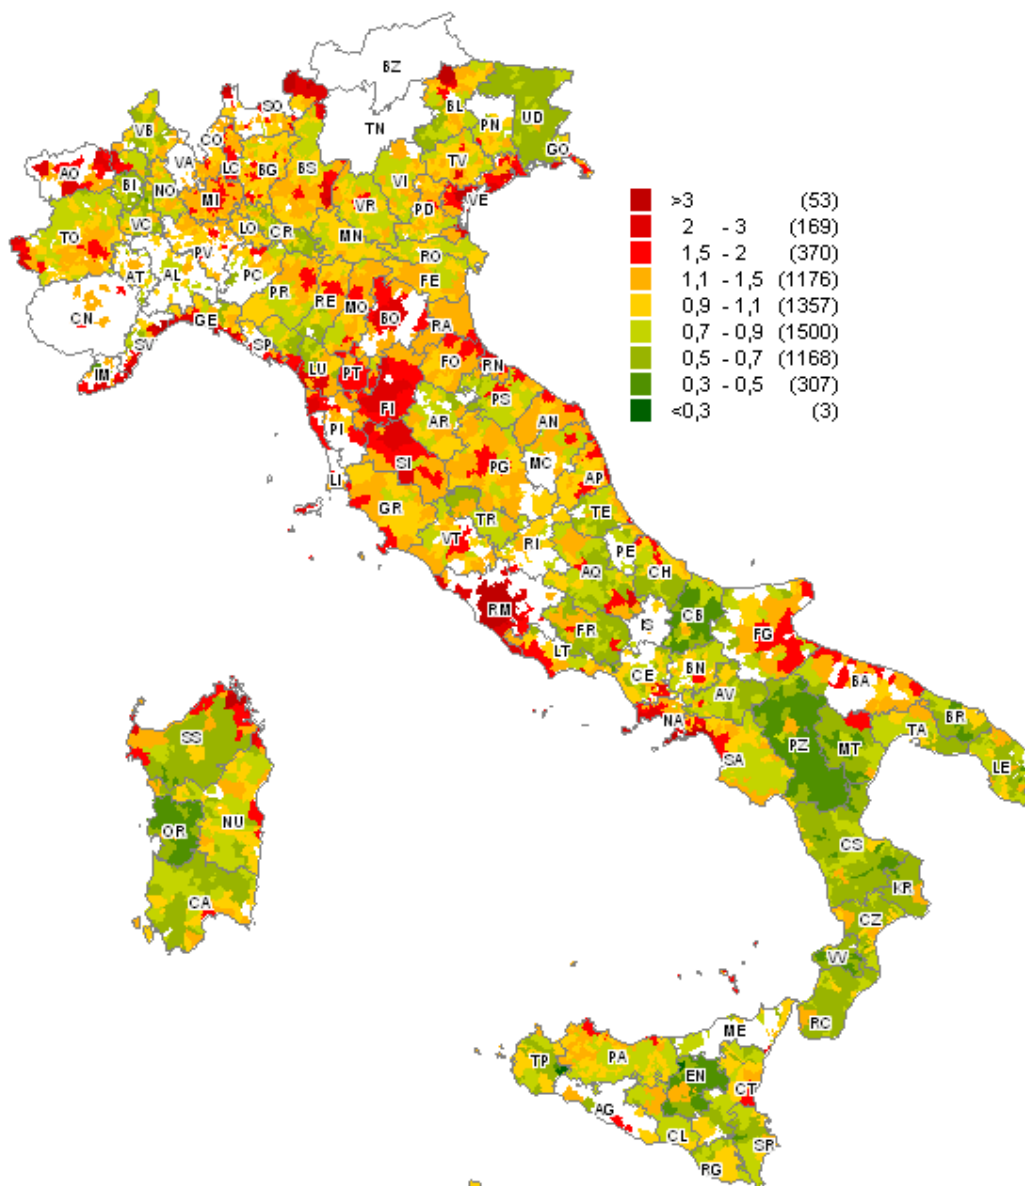 BZ
SO
TN
BL
PN
UD
VB
CO
AO
VA
LC
BG
BS
TV
GO
BI
NO
MI
VI
VR
PD
VE
TO
VC
LO
CR
MN
PV
RO
AT
AL
PC
PR
FE
RE
MO
CN
GE
BO
RA
SV
SP
FO
RN
IM
LU
PT
PS
FI
PI
AR
AN
SI
PG
MC
LI
AP
GR
TR
TE
VT
RI
PE
AQ
CH
RM
CB
FR
IS
FG
LT
CE
BN
BA
AV
NA
BR
SS
SA
PZ
MT
TA
LE
OR
NU
CS
CA
KR
CZ
VV
RC
ME
TP
PA
EN
CT
AG
CL
SR
RG
>3 (53)
2 - 3 (169)
1,5 - 2 (370)
1,1 - 1,5 (1176)
0,9 - 1,1 (1357)
0,7 - 0,9 (1500)
0,5 - 0,7 (1168)
0,3 - 0,5 (307)
<0,3 (3)